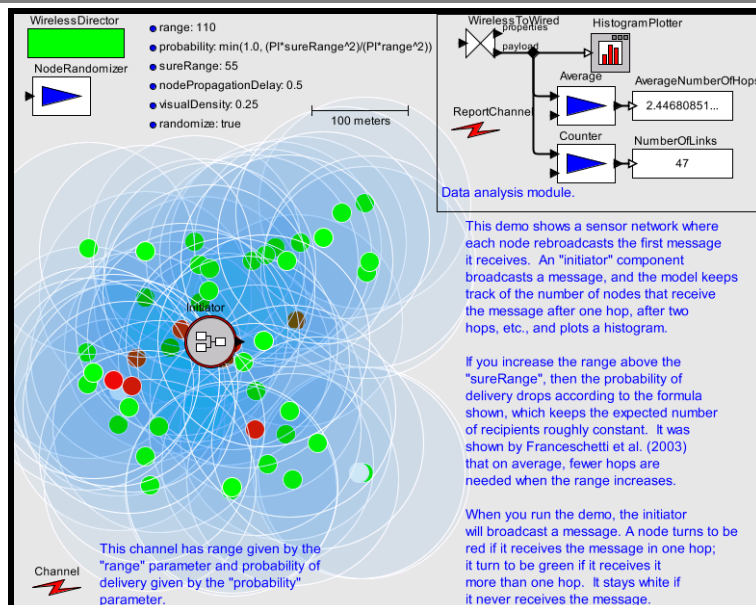 WirelessDirector
NodeRandomizer
range: 110
probability: min(1.0, (PI*sureRange^2)/(PI*range^2))
sureRange: 55
nodePropagationDelay: 0.5
visualDensity: 0.25
randomize: true
100 meters
WirelessToWired
properties
payload
HistogramPlotter
Average
AverageNumberOfHops
2.44680851...
ReportChannel
Counter
NumberOfLinks
47
Data analysis module.
Initiator
This demo shows a sensor network where
each node rebroadcasts the first message
it receives. An "initiator" component
broadcasts a message, and the model keeps
track of the number of nodes that receive
the message after one hop, after two
hops, etc., and plots a histogram.
If you increase the range above the
"sureRange", then the probability of
delivery drops according to the formula
shown, which keeps the expected number
of recipients roughly constant. It was
shown by Franceschetti et al. (2003)
that on average, fewer hops are
needed when the range increases.
When you run the demo, the initiator
will broadcast a message. A node turns to be
red if it receives the message in one hop;
it turn to be green if it receives it
more than one hop. It stays white if
it never receives the message.
Channel
This channel has range given by the
"range" parameter and probability of
delivery given by the "probability"
parameter.